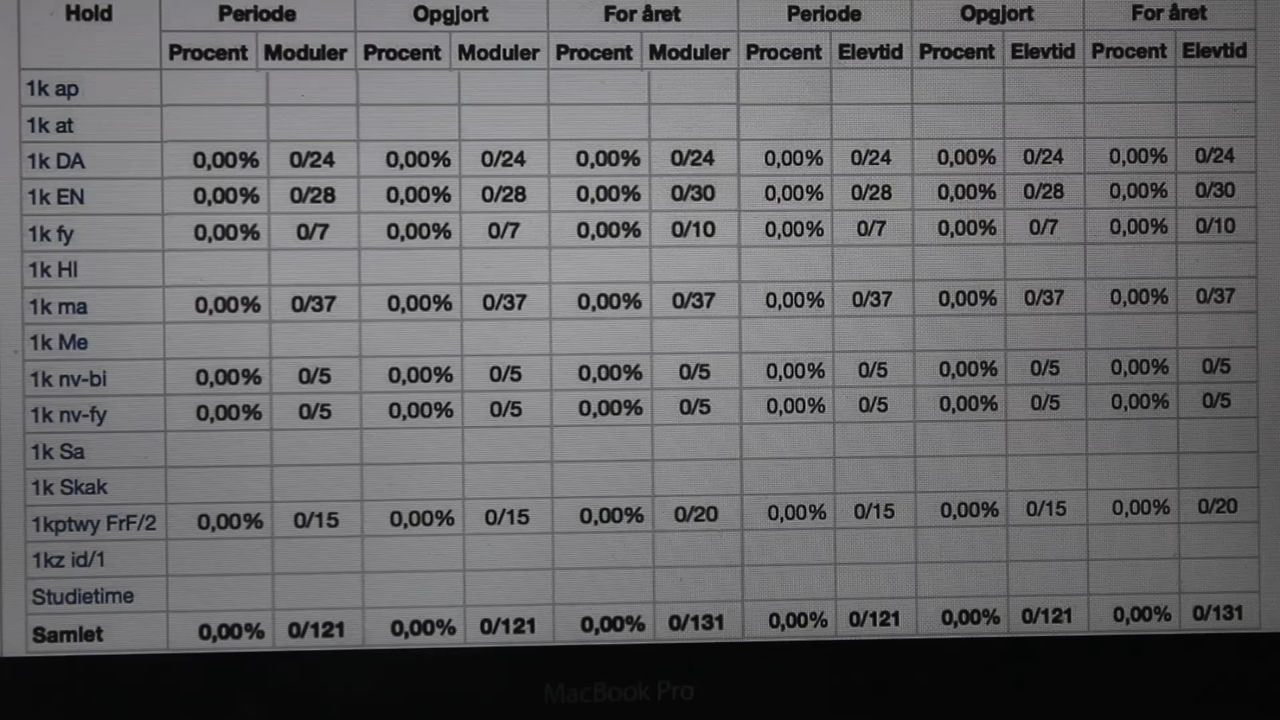 Hold Periode Opgjort For året Periode Opgjort For året
Procent Moduler Procent Moduler Procent Moduler Procent Elevtid Procent Elevtid Procent Elevtid
1k ap
1k at
1k DA 0,00% 0/24 0,00% 0/24 0,00% 0/24 0,00% 0/24 0,00% 0/24 0,00% 0/24
1k EN 0,00% 0/28 0,00% 0/28 0,00% 0/30 0,00% 0/28 0,00% 0/28 0,00% 0/30
1k fy 0,00% 0/7 0,00% 0/7 0,00% 0/10 0,00% 0/7 0,00% 0/7 0,00% 0/10
1k HI
1k ma 0,00% 0/37 0,00% 0/37 0,00% 0/37 0,00% 0/37 0,00% 0/37 0,00% 0/37
1k Me
1k nv-bi 0,00% 0/5 0,00% 0/5 0,00% 0/5 0,00% 0/5 0,00% 0/5 0,00% 0/5
1k nv-fy 0,00% 0/5 0,00% 0/5 0,00% 0/5 0,00% 0/5 0,00% 0/5 0,00% 0/5
1k Sa
1k Skak
1kptwy FrF/2 0,00% 0/15 0,00% 0/15 0,00% 0/20 0,00% 0/15 0,00% 0/15 0,00% 0/20
1kz id/1
Studietime
Samlet 0,00% 0/121 0,00% 0/121 0,00% 0/131 0,00% 0/121 0,00% 0/121 0,00% 0/131
MacBook Pro